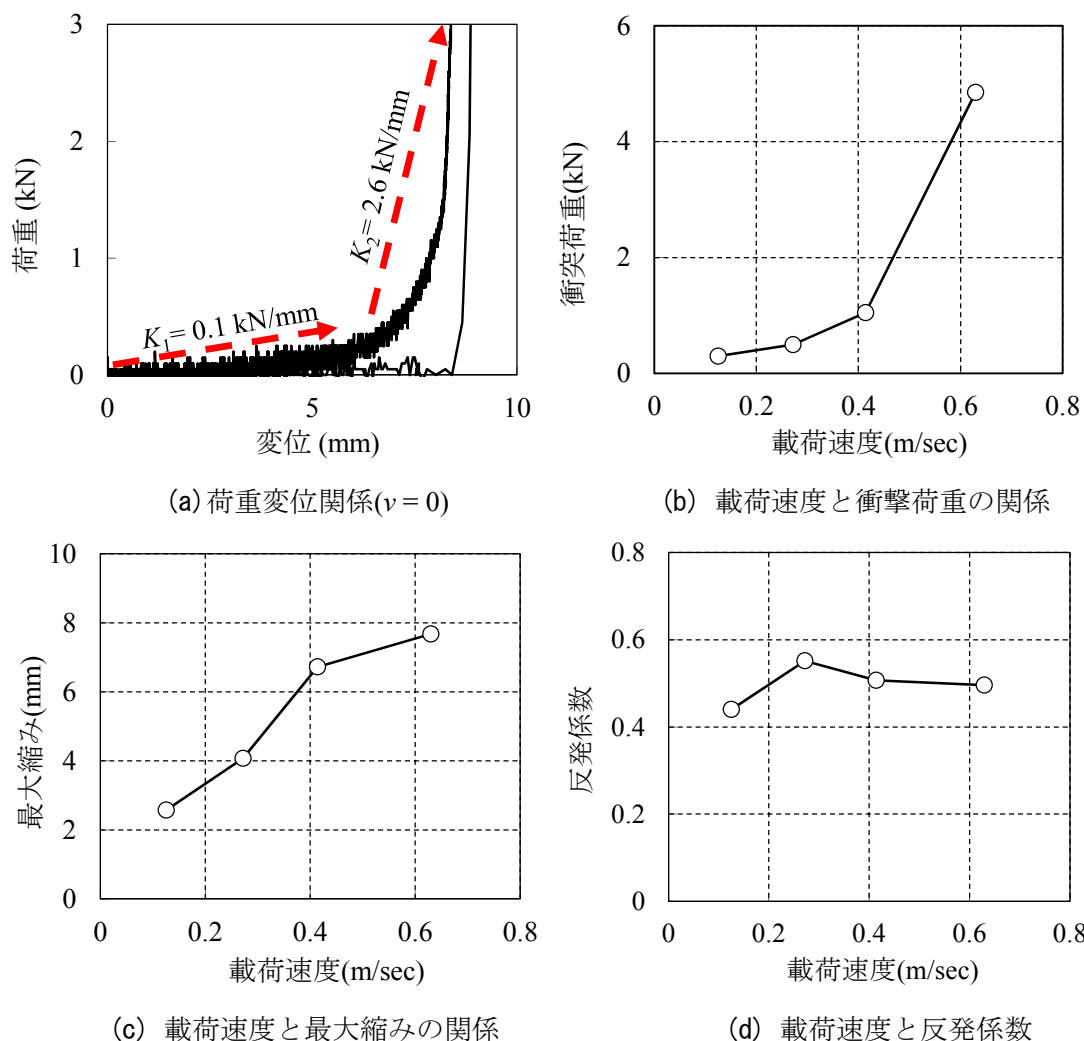 3
2
1
0
荷重 (kN)
K₁= 0.1 kN/mm
K₂= 2.6 kN/mm
0
5
10
変位 (mm)
(a) 荷重変位関係(v = 0)
6
4
2
0
衝突荷重(kN)
0
0.2
0.4
0.6
0.8
載荷速度(m/sec)
(b) 載荷速度と衝撃荷重の関係
10
8
6
4
2
0
最大縮み(mm)
0
0.2
0.4
0.6
0.8
載荷速度(m/sec)
(c) 載荷速度と最大縮みの関係
0.8
0.6
0.4
0.2
0
反発係数
0
0.2
0.4
0.6
0.8
載荷速度(m/sec)
(d) 載荷速度と反発係数